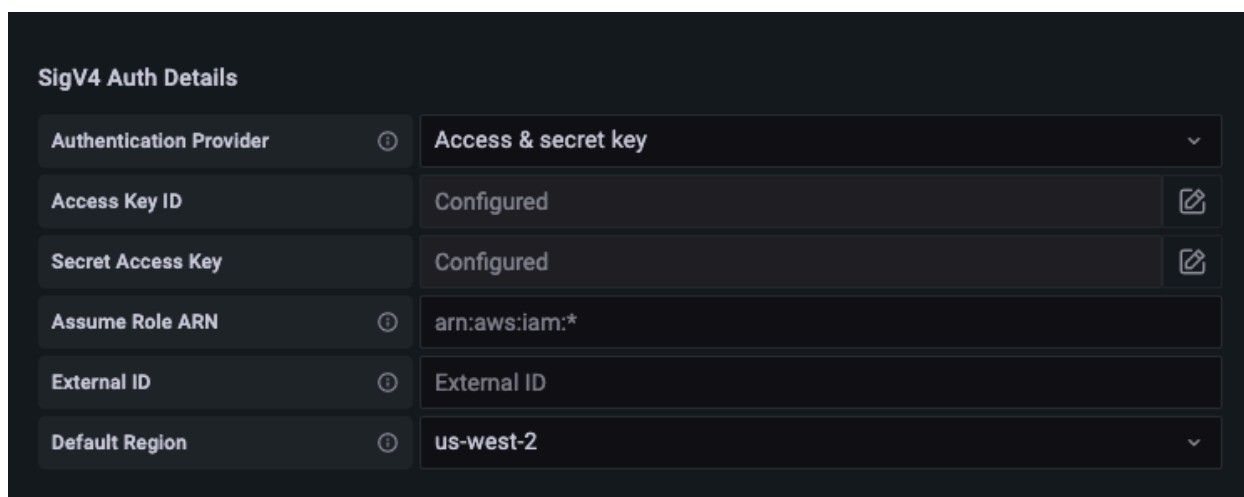 SigV4 Auth Details
Authentication Provider Access & secret key
Access Key ID Configured
Secret Access Key Configured
Assume Role ARN arn:aws:iam:*
External ID External ID
Default Region us-west-2